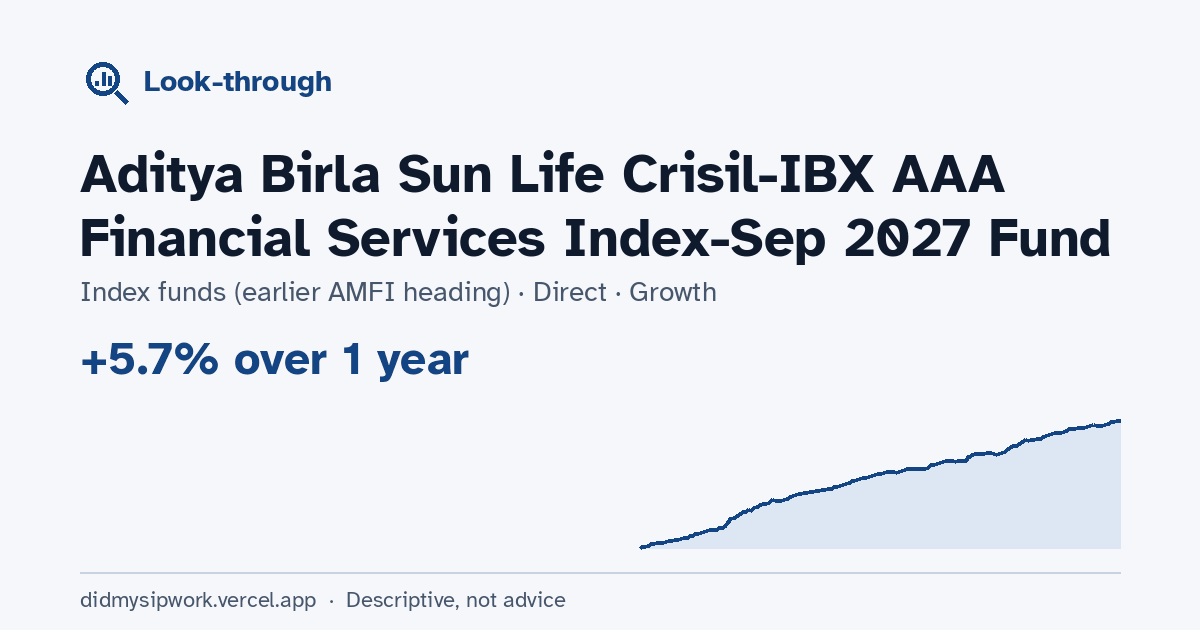 Look-through
Aditya Birla Sun Life Crisil-IBX AAA
Financial Services Index-Sep 2027 Fund
Index funds (earlier AMFI heading) · Direct · Growth
+5.7% over 1 year
didmysipwork.vercel.app · Descriptive, not advice